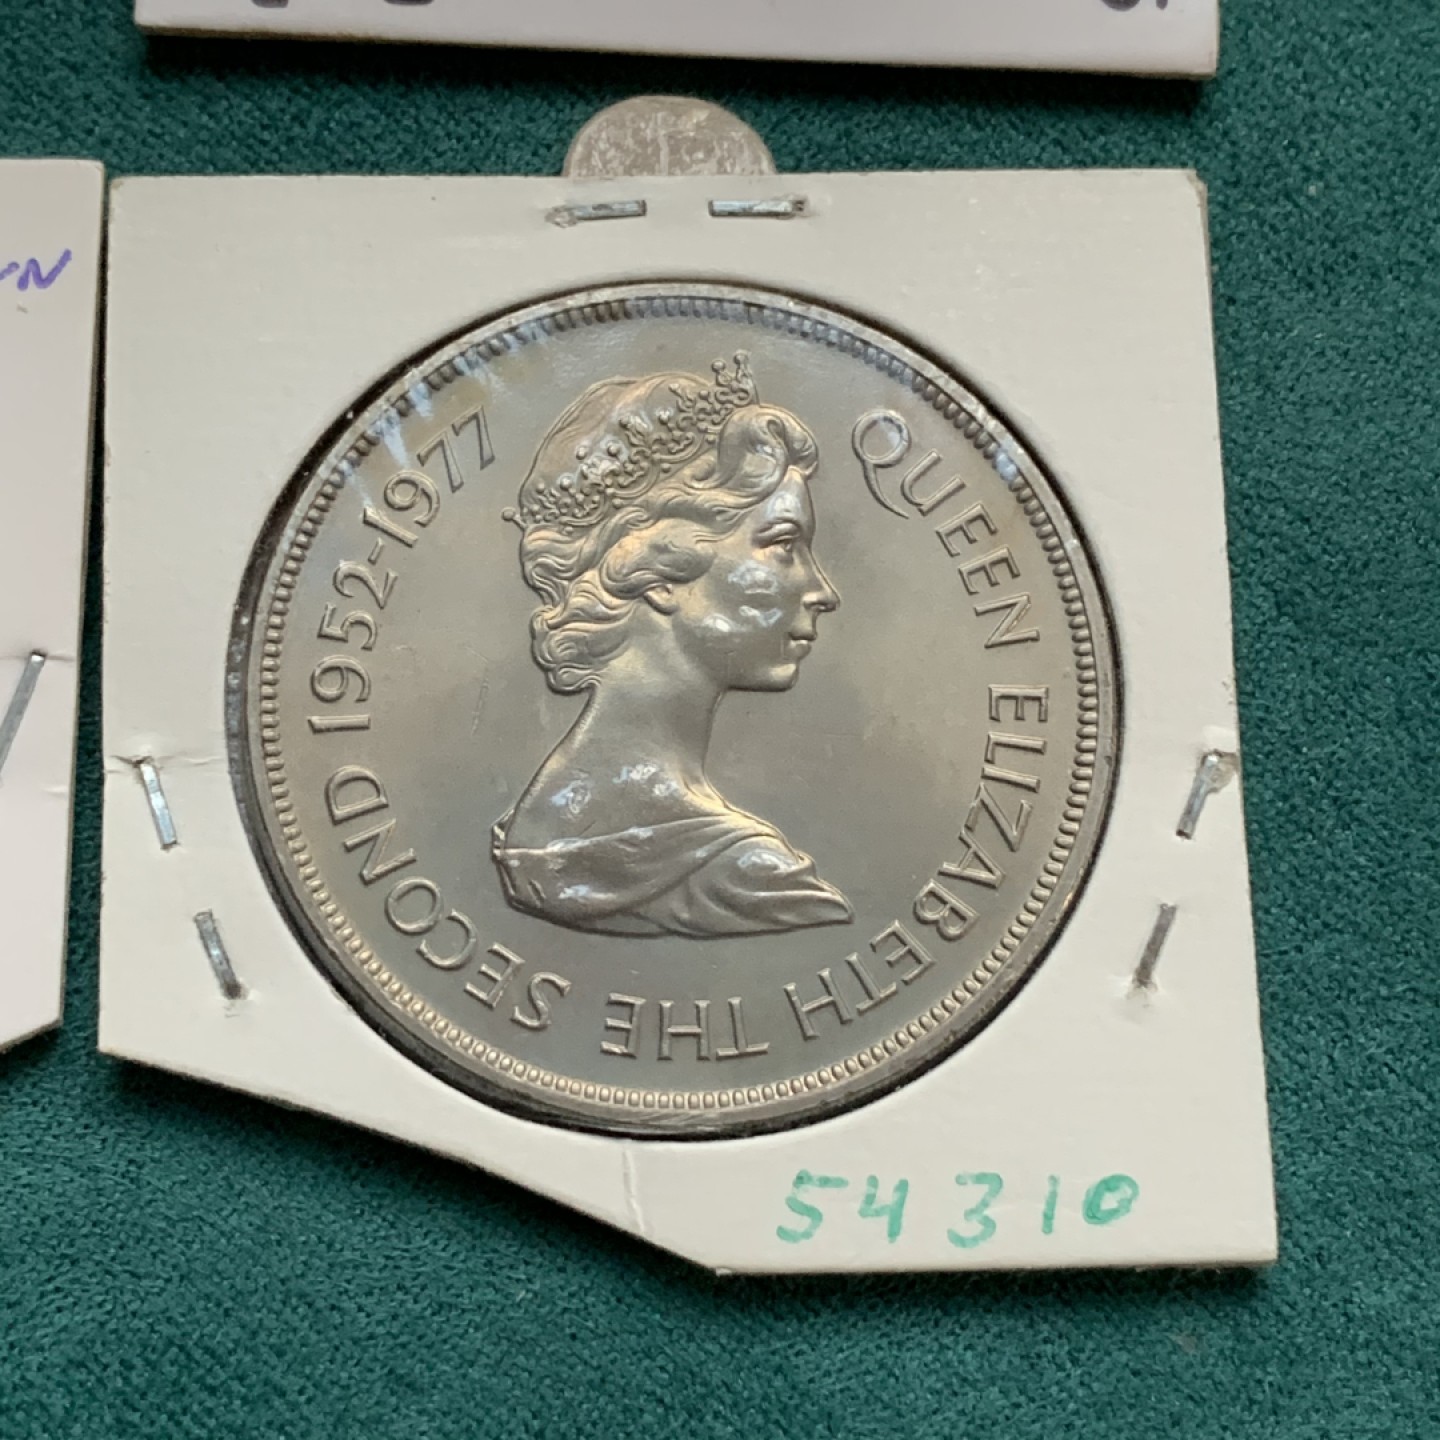 QUEEN ELIZABETH THE SECOND 1952-1977
54310